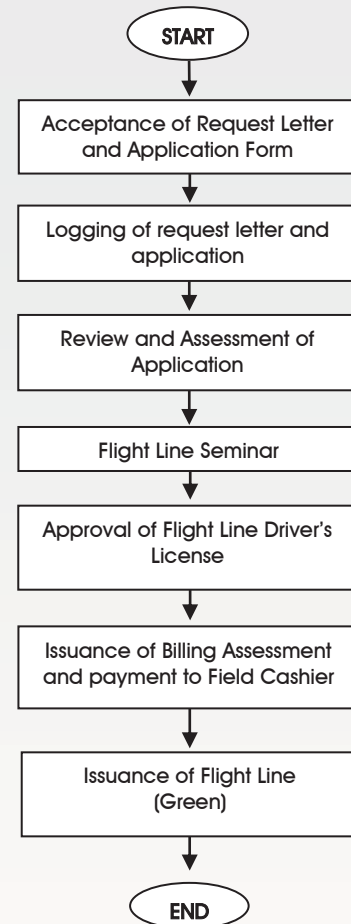 START
Acceptance of Request Letter
and Application Form
Logging of request letter and
application
Review and Assessment of
Application
Flight Line Seminar
Approval of Flight Line Driver's
License
Issuance of Billing Assessment
and payment to Field Cashier
Issuance of Flight Line
(Green)
END